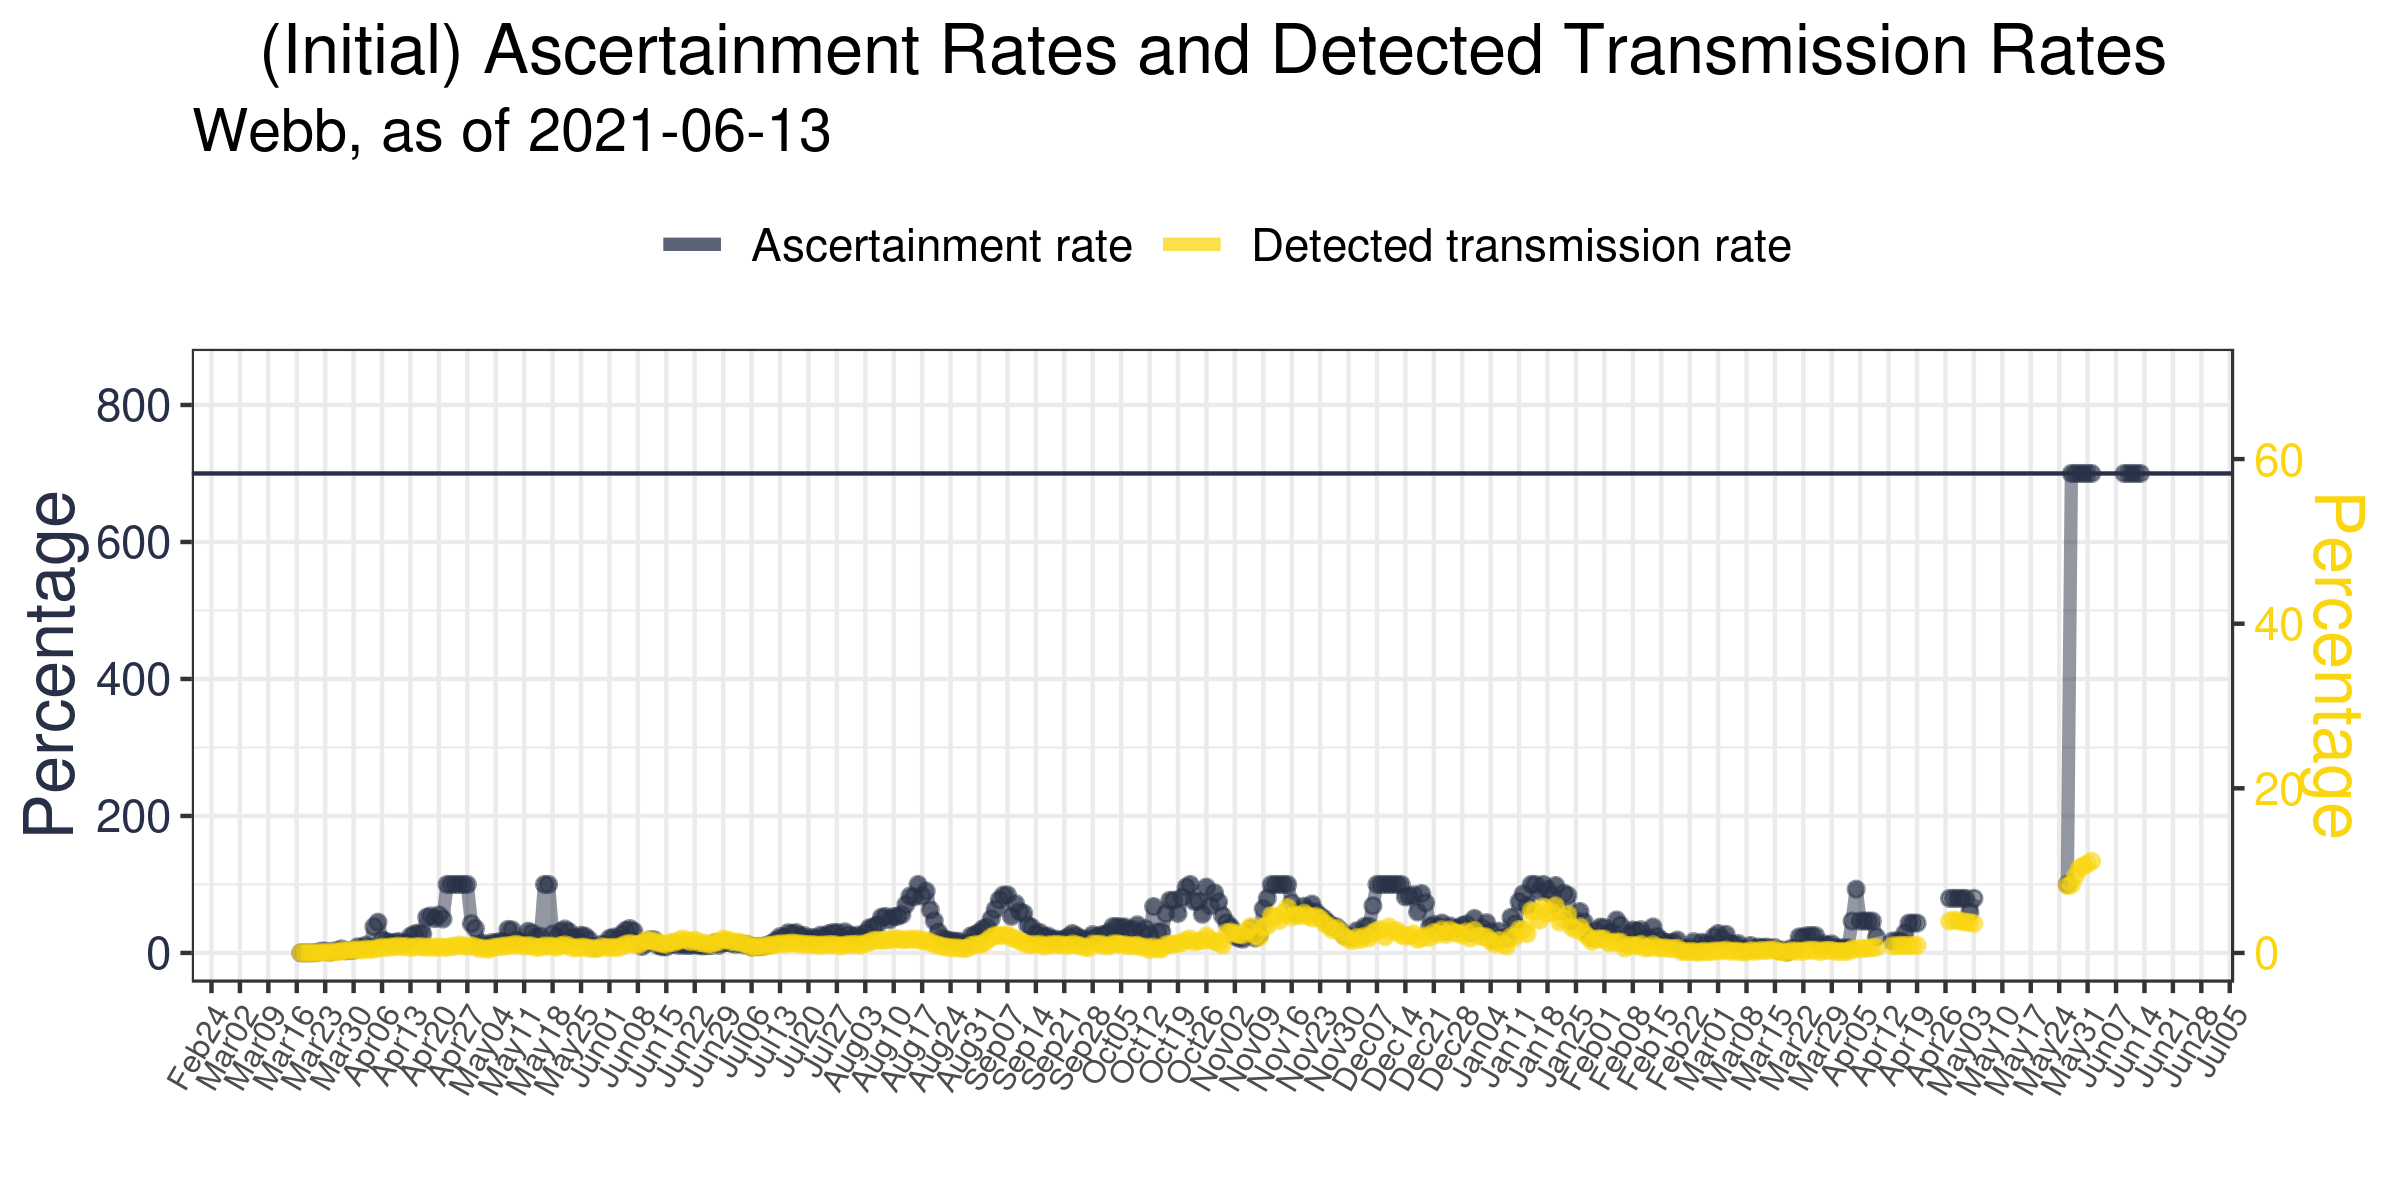 (Initial) Ascertainment Rates and Detected Transmission Rates
Webb, as of 2021-06-13
Ascertainment rate
Detected transmission rate
Percentage
800
600
400
200
0
60
40
20
0
Percentage
Feb24
Mar02
Mar09
Mar16
Mar23
Mar30
Apr06
Apr13
Apr20
Apr27
May04
May11
May18
May25
Jun01
Jun08
Jun15
Jun22
Jun29
Jul06
Jul13
Jul20
Jul27
Aug03
Aug10
Aug17
Aug24
Aug31
Sep07
Sep14
Sep21
Sep28
Oct05
Oct12
Oct19
Oct26
Nov02
Nov09
Nov16
Nov23
Nov30
Dec07
Dec14
Dec21
Dec28
Jan04
Jan11
Jan18
Jan25
Feb01
Feb08
Feb15
Feb22
Mar01
Mar08
Mar15
Mar22
Mar29
Apr05
Apr12
Apr19
Apr26
May03
May10
May17
May24
May31
Jun07
Jun14
Jun21
Jun28
Jul05